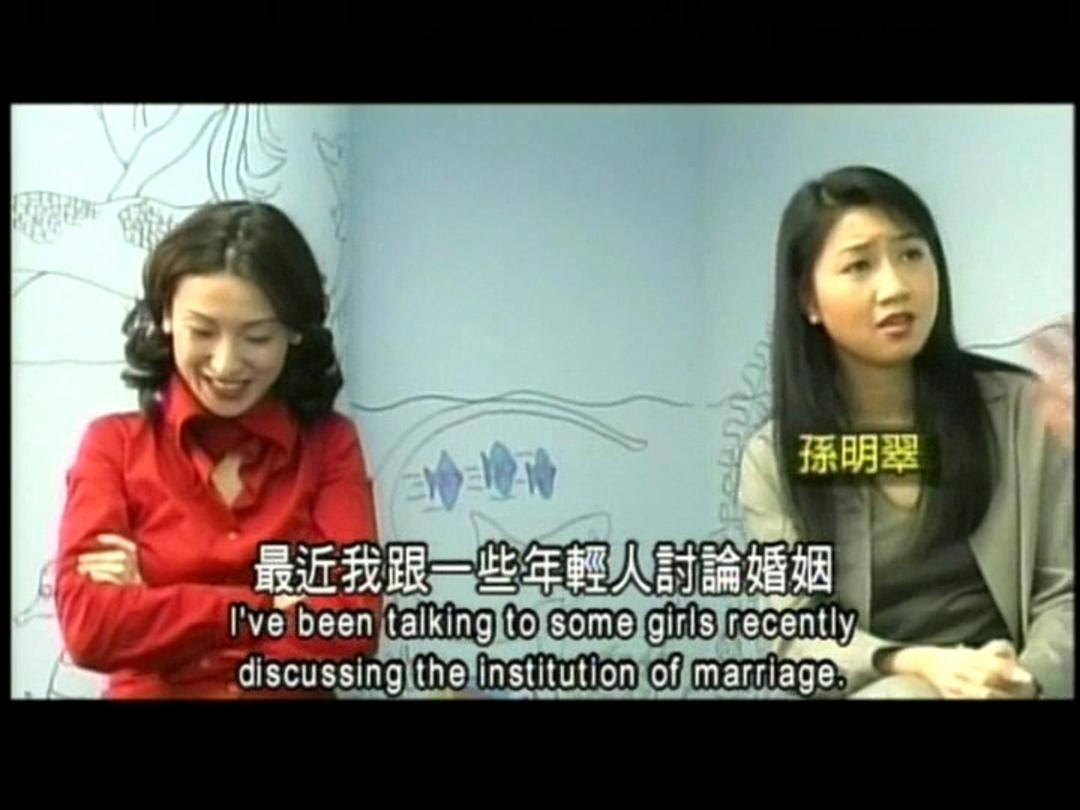 孫明翠
最近我跟一些年輕人討論婚姻
I've been talking to some girls recently
discussing the institution of marriage.